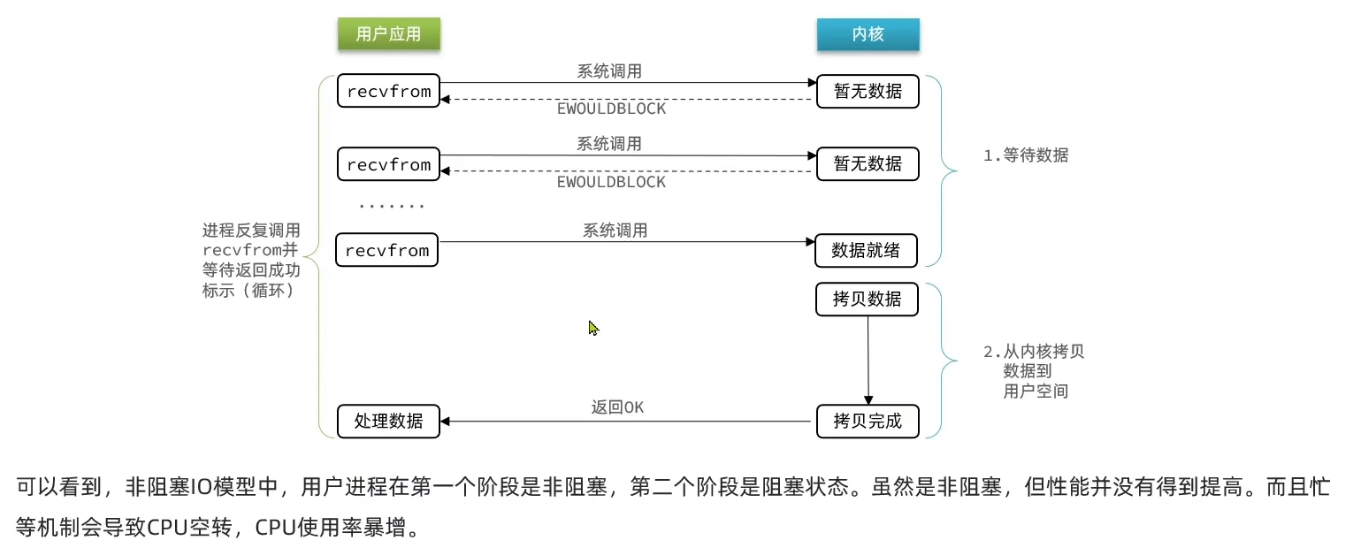 用户应用
内核
系统调用
recvfrom
暂无数据
EWOULDBLOCK
系统调用
recvfrom
暂无数据
EWOULDBLOCK
1.等待数据
.......
进程反复调用
recvfrom并
等待返回成功
标示（循环）
系统调用
recvfrom
数据就绪
拷贝数据
2.从内核拷贝
数据到
用户空间
返回OK
处理数据
拷贝完成
可以看到，非阻塞IO模型中，用户进程在第一个阶段是非阻塞，第二个阶段是阻塞状态。虽然是非阻塞，但性能并没有得到提高。而且忙
等机制会导致CPU空转，CPU使用率暴增。